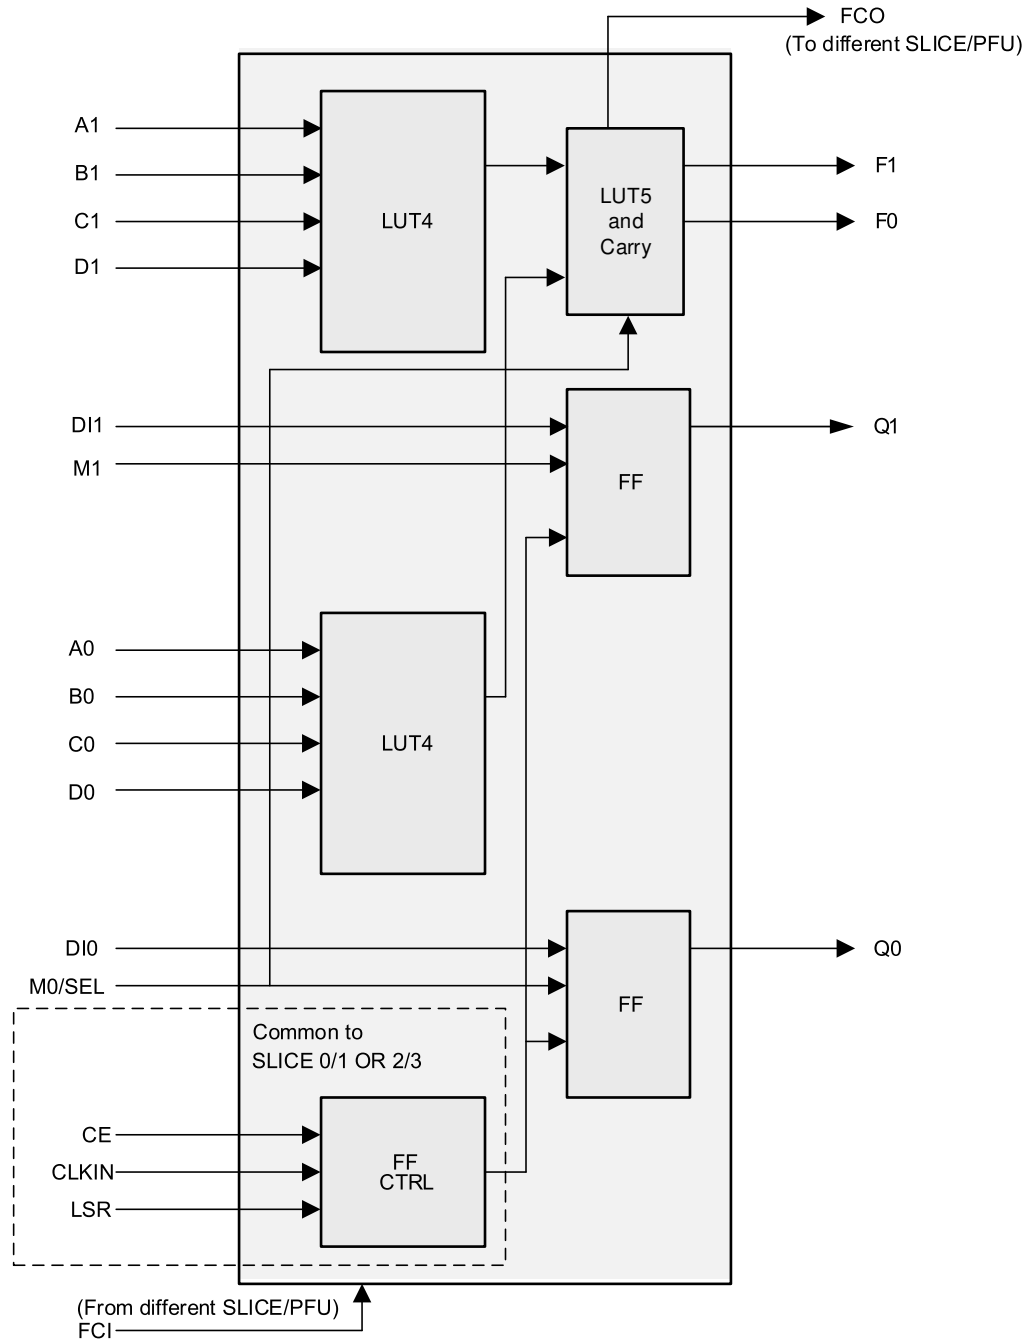 FCO
(To different SLICE/PFU)
A1
B1
C1
D1
LUT4
LUT5
and
Carry
F1
F0
DI1
M1
FF
Q1
A0
B0
C0
D0
LUT4
DI0
M0/SEL
FF
Q0
Common to
SLICE 0/1 OR 2/3
CE
CLKIN
LSR
FF
CTRL
(From different SLICE/PFU)
FCI